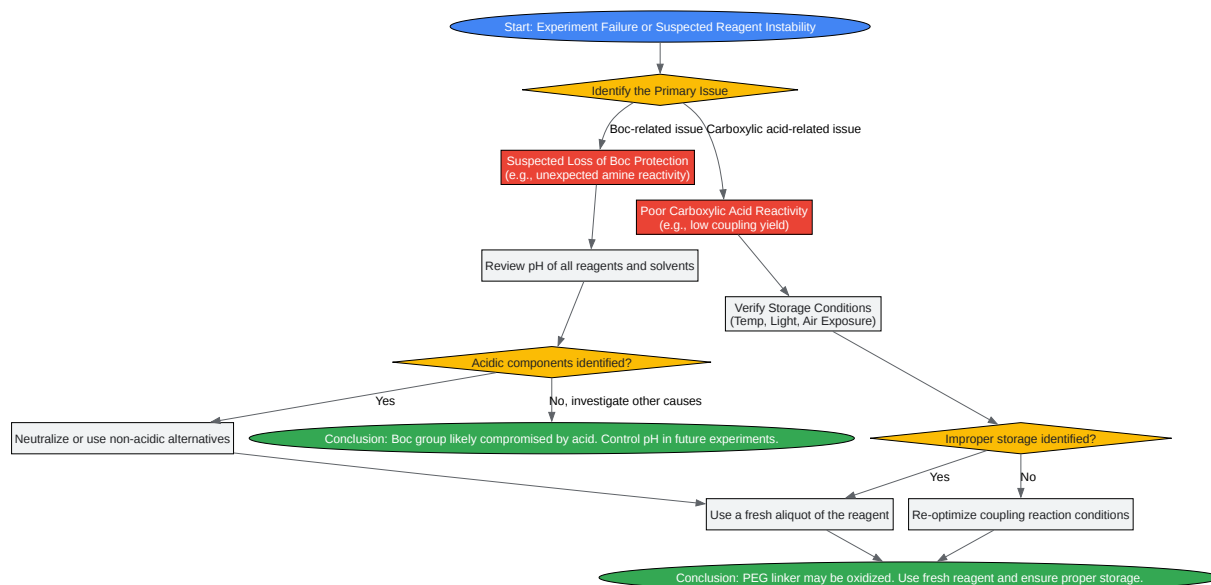 Start: Experiment Failure or Suspected Reagent Instability
Identify the Primary Issue
Boc-related issue
Carboxylic acid-related issue
Suspected Loss of Boc Protection
(e.g., unexpected amine reactivity)
Poor Carboxylic Acid Reactivity
(e.g., low coupling yield)
Review pH of all reagents and solvents
Verify Storage Conditions
(Temp, Light, Air Exposure)
Acidic components identified?
Yes
No, investigate other causes
Neutralize or use non-acidic alternatives
Conclusion: Boc group likely compromised by acid. Control pH in future experiments.
Improper storage identified?
Yes
No
Use a fresh aliquot of the reagent
Re-optimize coupling reaction conditions
Conclusion: PEG linker may be oxidized. Use fresh reagent and ensure proper storage.